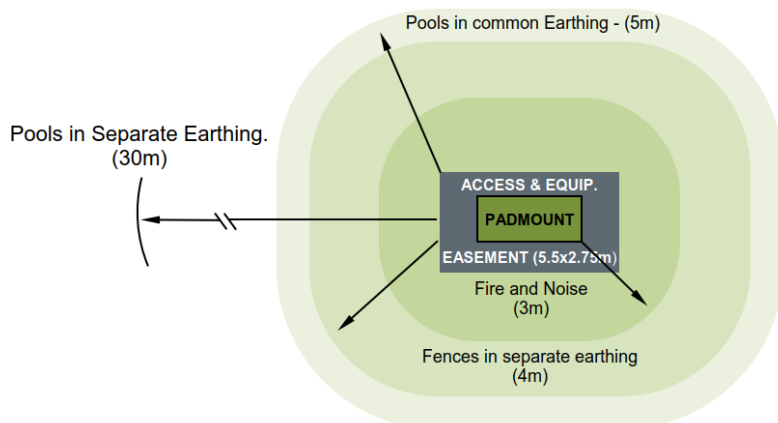 Pools in common Earthing - (5m)
Pools in Separate Earthing.
(30m)
ACCESS & EQUIP.
PADMOUNT
EASEMENT (5.5x2.75m)
Fire and Noise
(3m)
Fences in separate earthing
(4m)